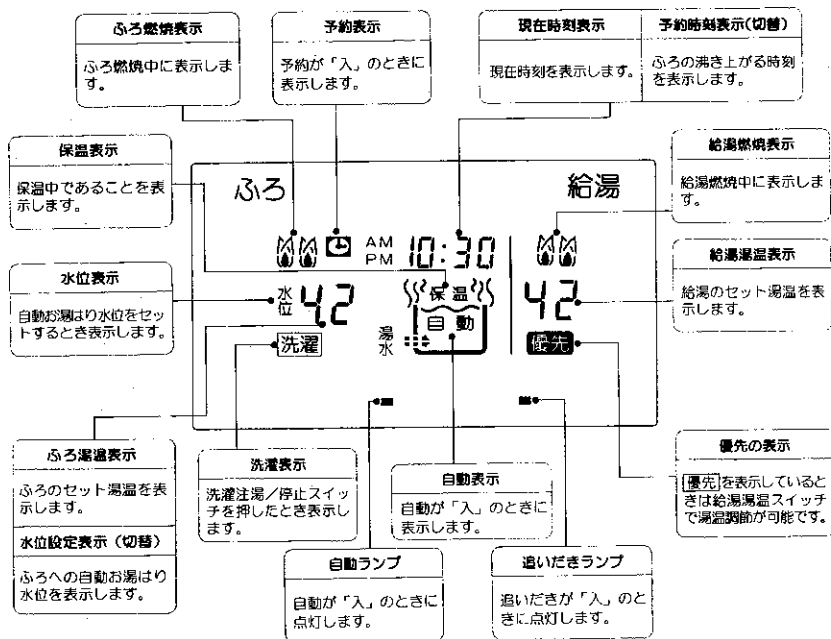 ふろ燃焼表示
ふろ燃焼中に表示しま
す。
予約表示
予約が「入」のときに
表示します。
現在時刻表示
現在時刻を表示します。
予約時刻表示(切替)
ふろの沸き上がる時刻
を表示します。
保温表示
保温中であることを表
示します。
給湯燃焼表示
給湯燃焼中に表示しま
す。
水位表示
自動お湯はり水位をセッ
トするとき表示します。
給湯湯温表示
給湯のセット湯温を表
示します。
ふろ
給湯
AM
PM
10:30
水位
42
保温
自動
湯水
洗濯
42
優先
ふろ湯温表示
ふろのセット湯温を表
示します。
水位設定表示(切替)
ふろへの自動お湯はり
水位を表示します。
洗濯表示
洗濯注湯/停止スイッ
チを押したとき表示し
ます。
自動表示
自動が「入」のときに
表示します。
優先の表示
優先を表示していると
きは給湯湯温スイッチ
で湯温調節が可能です。
自動ランプ
自動が「入」のときに
点灯します。
追いだきランプ
追いだきが「入」のと
きに点灯します。